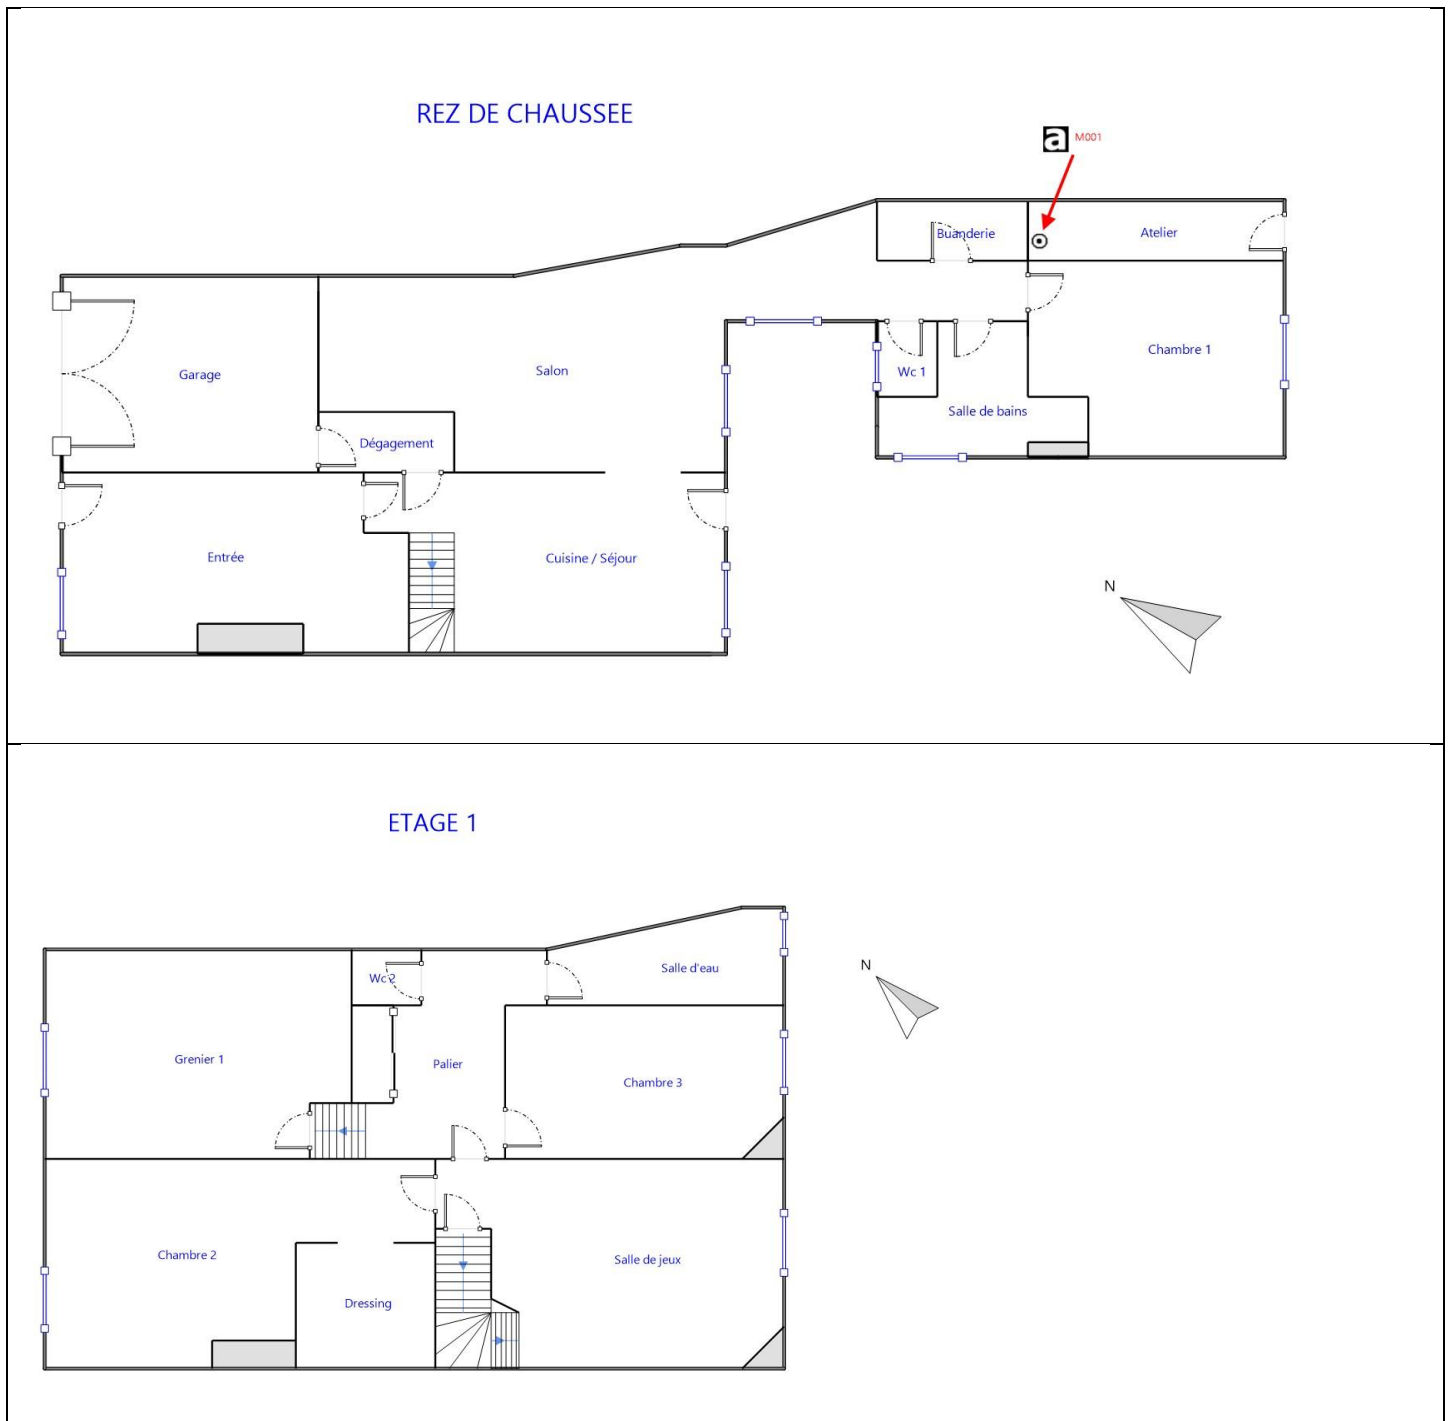 REZ DE CHAUSSEE
a M001
Buanderie
Atelier
Chambre 1
Garage
Salon
Wc 1
Salle de bains
Dégagement
Entrée
Cuisine / Séjour
N
ETAGE 1
N
Wc 2
Salle d'eau
Grenier 1
Palier
Chambre 3
Chambre 2
Salle de jeux
Dressing